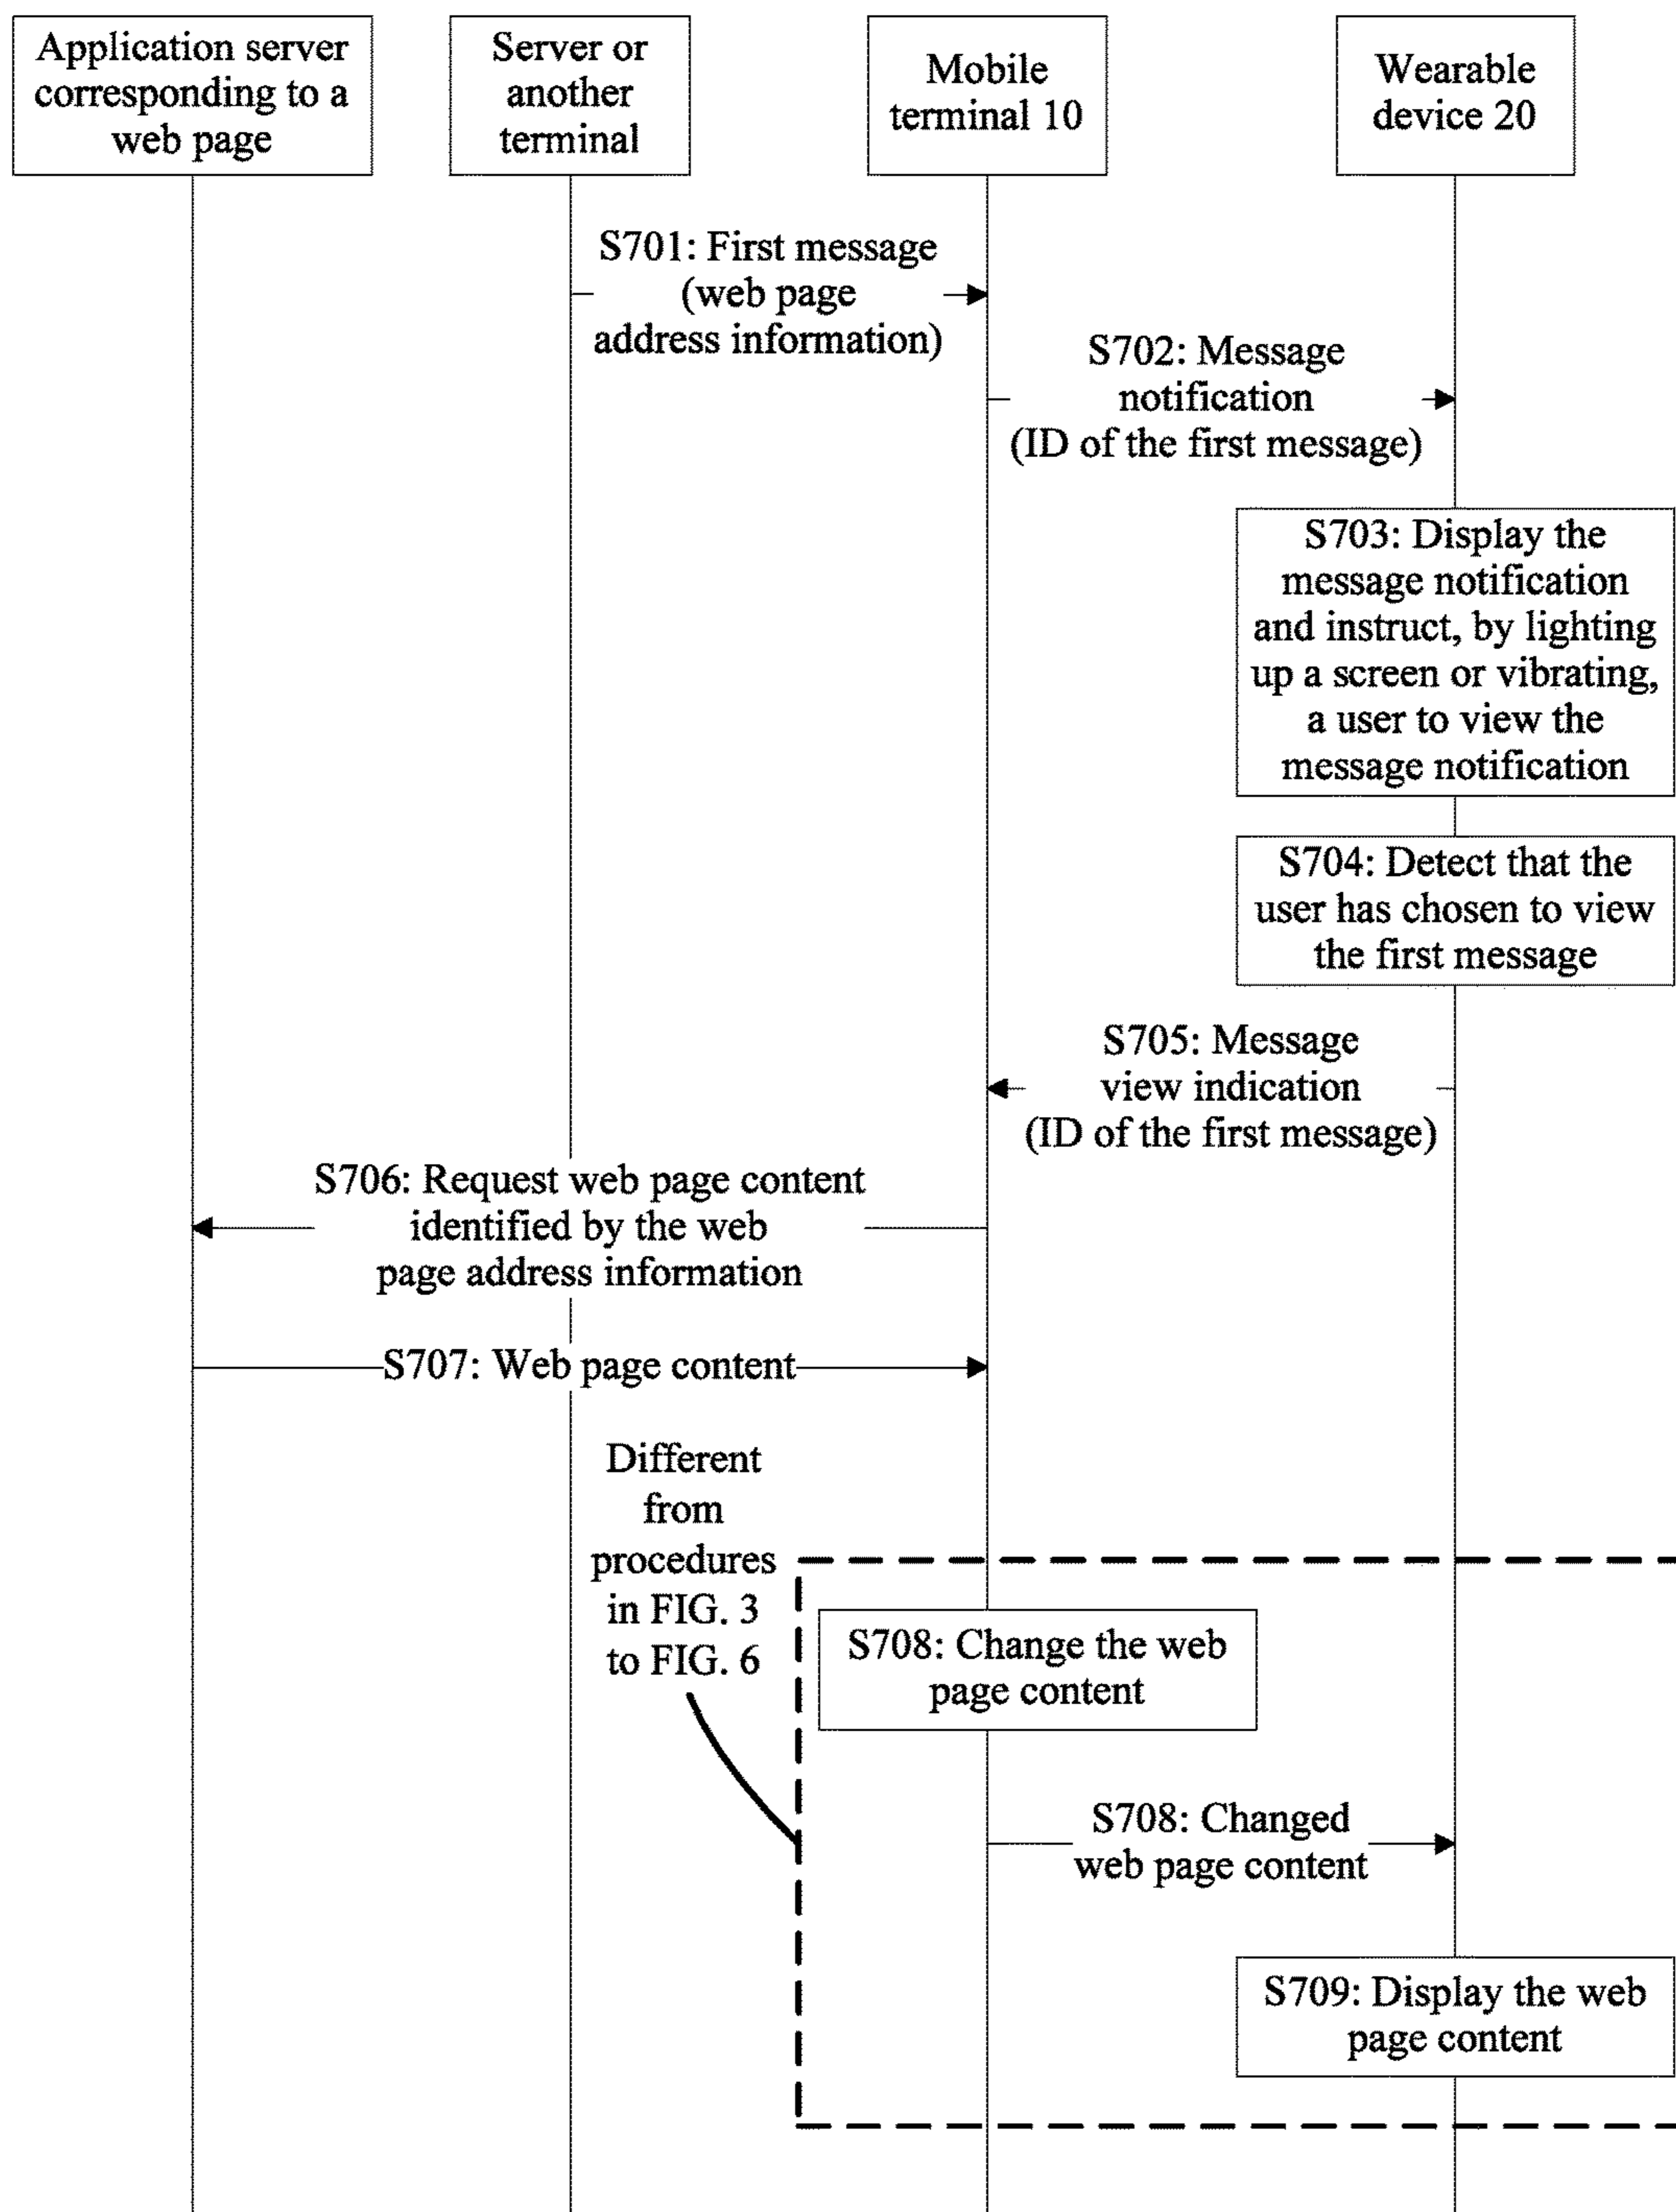 Application server
corresponding to a
web page
Server or
another
terminal
Mobile
terminal 10
Wearable
device 20
S701: First message
(web page
address information)
S702: Message
notification
(ID of the first message)
S703: Display the
message notification
and instruct, by lighting
up a screen or vibrating,
a user to view the
message notification
S704: Detect that the
user has chosen to view
the first message
S705: Message
view indication
(ID of the first message)
S706: Request web page content
identified by the web
page address information
S707: Web page content
Different
from
procedures
in FIG. 3
to FIG. 6
S708: Change the web
page content
S708: Changed
web page content
S709: Display the web
page content